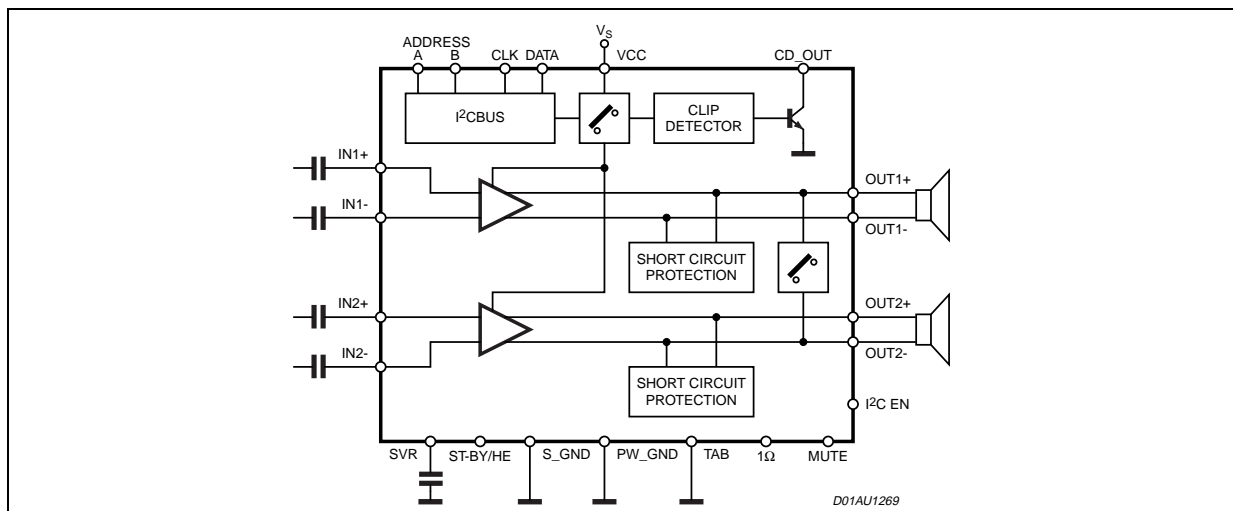 V_S
ADDRESS
A B CLK DATA VCC CD_OUT
I²CBUS
CLIP
DETECTOR
IN1+
OUT1+
IN1-
OUT1-
SHORT CIRCUIT
PROTECTION
IN2+
OUT2+
IN2-
OUT2-
SHORT CIRCUIT
PROTECTION
I²C EN
SVR ST-BY/HE S_GND PW_GND TAB 1Ω MUTE
D01AU1269